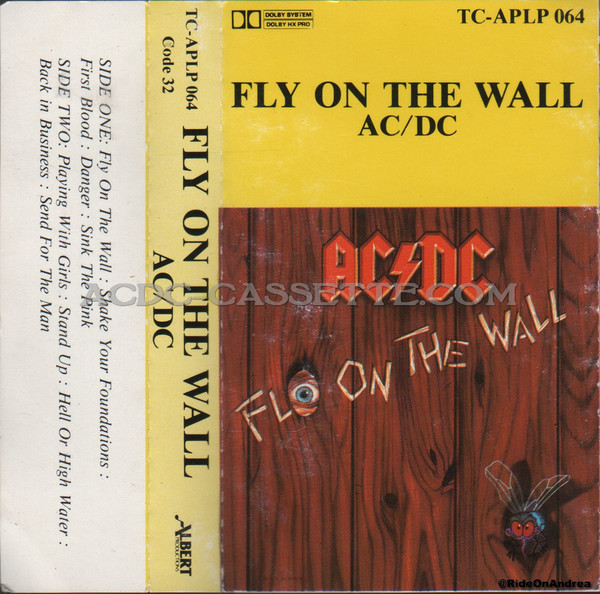 SIDE ONE: Fly On The Wall : Shake Your Foundations :
First Blood : Danger : Sink The Pink
SIDE TWO: Playing With Girls : Stand Up : Hell Or High Water :
Back in Business : Send For The Man
TC-APLP 064
Code 32
FLY ON THE WALL
AC/DC
ALBERT
PRODUCTIONS
DOLBY SYSTEM
DOLBY HX PRO
TC-APLP 064
FLY ON THE WALL
AC/DC
AC/DC
FLY ON THE WALL
ACDC-CASSETTE.COM
@RideOnAndrea